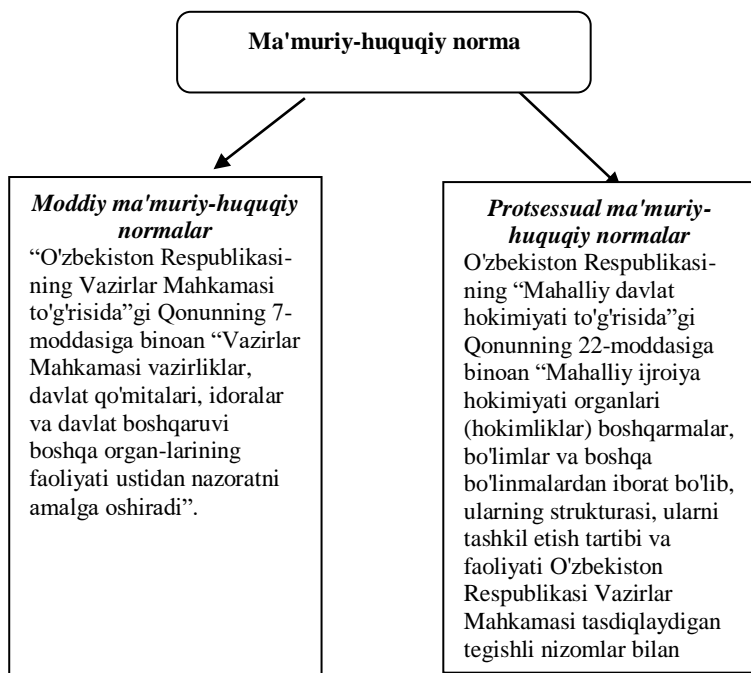 Ma'muriy-huquqiy norma
Moddiy ma'muriy-huquqiy
normalar
“O'zbekiston Respublikasi-
ning Vazirlar Mahkamasi
to'g'risida”gi Qonunning 7-
moddasiga binoan “Vazirlar
Mahkamasi vazirliklar,
davlat qo'mitalari, idoralar
va davlat boshqaruvi
boshqa organ-larining
faoliyati ustidan nazoratni
amalga oshiradi”.
Protsessual ma'muriy-
huquqiy normalar
O'zbekiston Respublikasi-
ning “Mahalliy davlat
hokimiyati to'g'risida”gi
Qonunning 22-moddasiga
binoan “Mahalliy ijroiya
hokimiyati organlari
(hokimliklar) boshqarmalar,
bo'limlar va boshqa
bo'linmalardan iborat bo'lib,
ularning strukturasi, ularni
tashkil etish tartibi va
faoliyati O'zbekiston
Respublikasi Vazirlar
Mahkamasi tasdiqlaydigan
tegishli nizomlar bilan